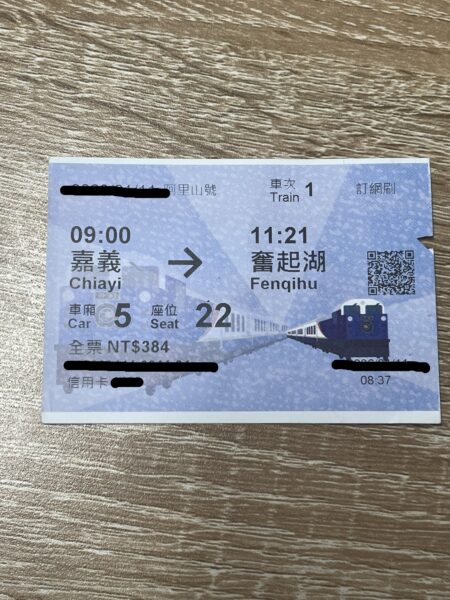 阿里山號 車次 訂網刷
Train 1
09:00 11:21
嘉義 → 奮起湖
Chiayi Fenqihu
車廂 5 座位 22
Car Seat
全票 NT$384
信用卡
08:37